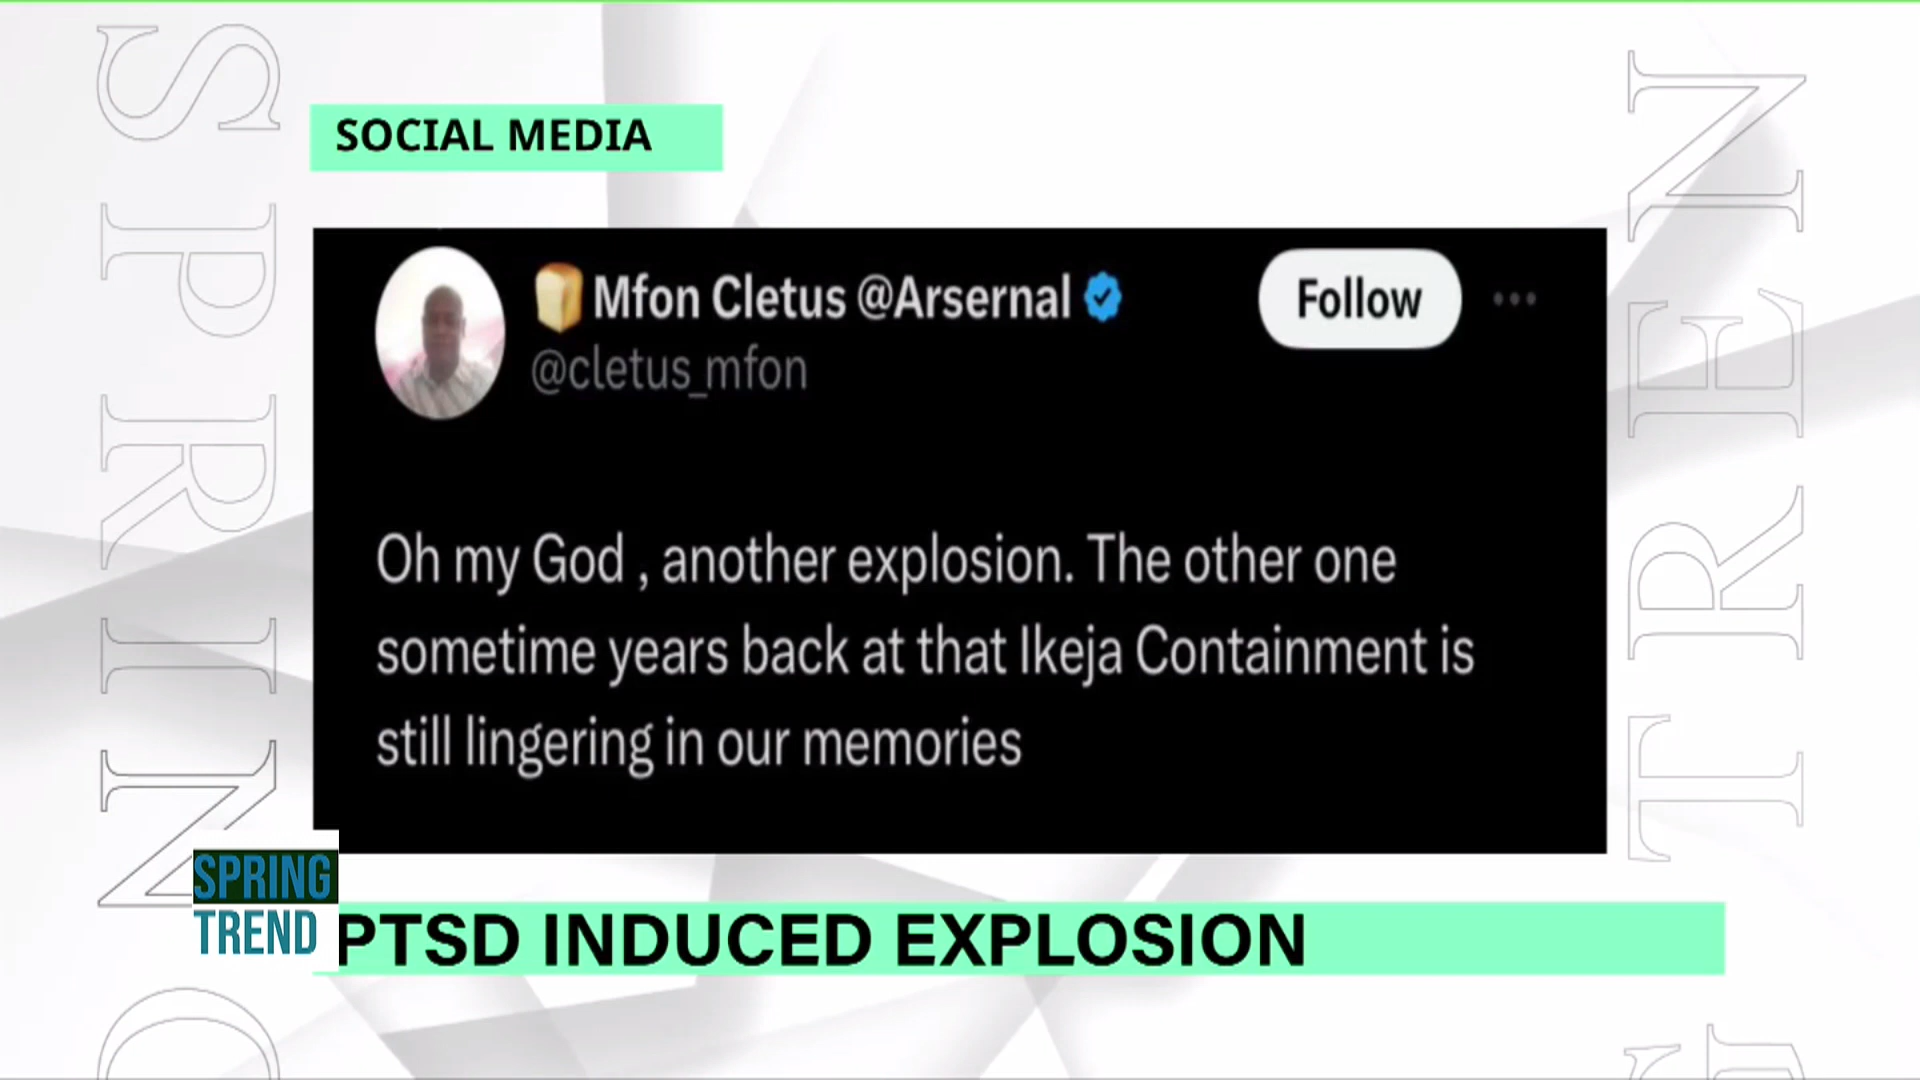 SOCIAL MEDIA
Mfon Cletus @Arsernal
@cletus_mfon
Follow
Oh my God , another explosion. The other one
sometime years back at that Ikeja Containment is
still lingering in our memories
SPRING
TREND
PTSD INDUCED EXPLOSION
SPRING
TREN